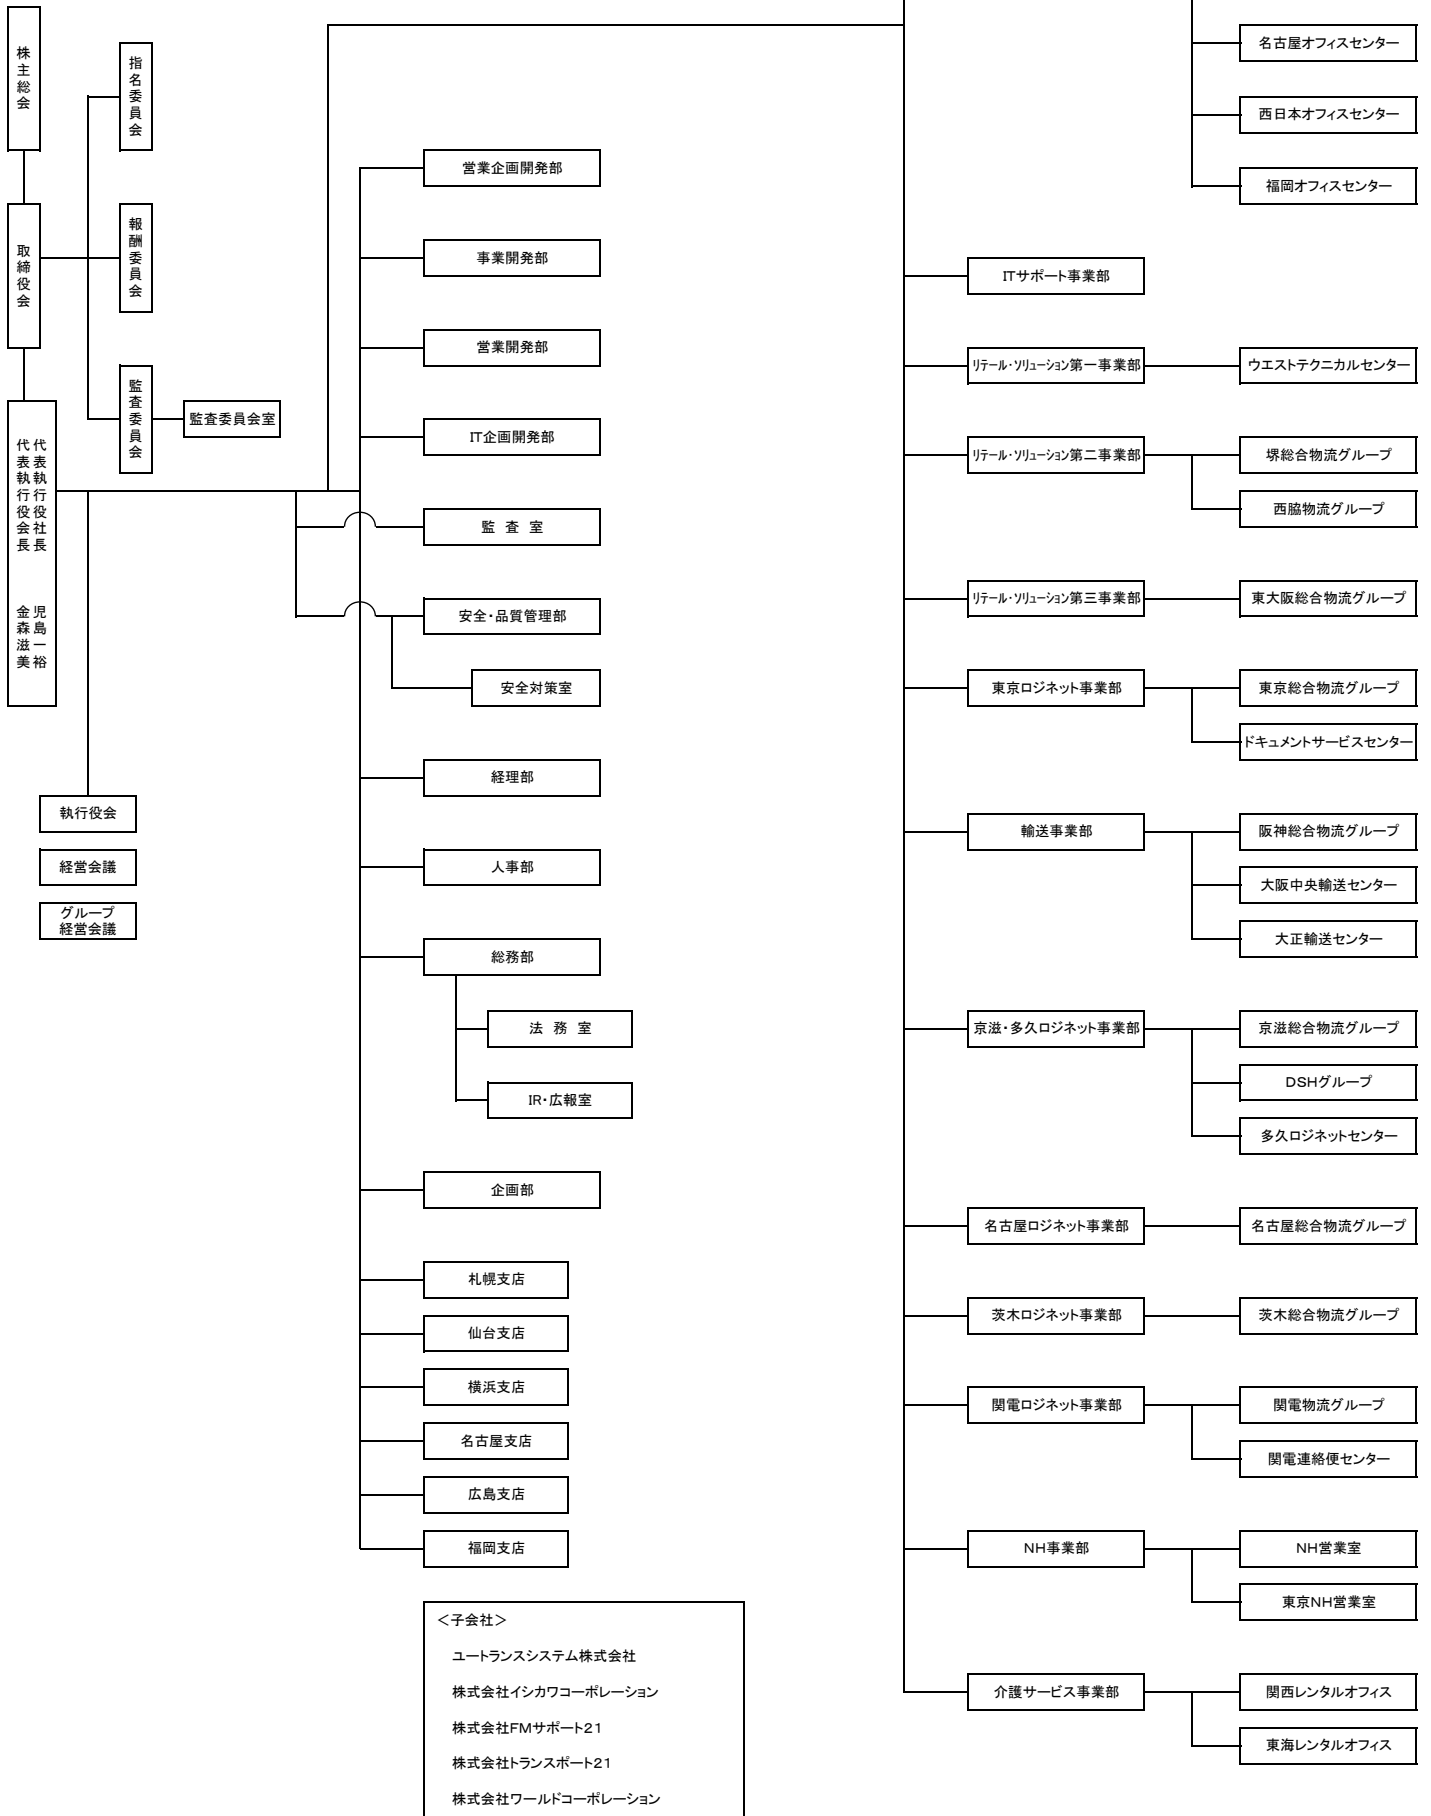 株主総会
指名委員会
取締役会
報酬委員会
監査委員会
監査委員会室
代表執行役社長 児島一裕
代表執行役会長 金森滋美
執行役会
経営会議
グループ
経営会議
営業企画開発部
事業開発部
営業開発部
IT企画開発部
監 査 室
安全・品質管理部
安全対策室
経理部
人事部
総務部
法 務 室
IR・広報室
企画部
札幌支店
仙台支店
横浜支店
名古屋支店
広島支店
福岡支店
<子会社>
ユートランスシステム株式会社
株式会社イシカワコーポレーション
株式会社FMサポート21
株式会社トランスポート21
株式会社ワールドコーポレーション
名古屋オフィスセンター
西日本オフィスセンター
福岡オフィスセンター
ITサポート事業部
リテール・ソリューション第一事業部
ウエストテクニカルセンター
リテール・ソリューション第二事業部
堺総合物流グループ
西脇物流グループ
リテール・ソリューション第三事業部
東大阪総合物流グループ
東京ロジネット事業部
東京総合物流グループ
ドキュメントサービスセンター
輸送事業部
阪神総合物流グループ
大阪中央輸送センター
大正輸送センター
京滋・多久ロジネット事業部
京滋総合物流グループ
DSHグループ
多久ロジネットセンター
名古屋ロジネット事業部
名古屋総合物流グループ
茨木ロジネット事業部
茨木総合物流グループ
関電ロジネット事業部
関電物流グループ
関電連絡便センター
NH事業部
NH営業室
東京NH営業室
介護サービス事業部
関西レンタルオフィス
東海レンタルオフィス